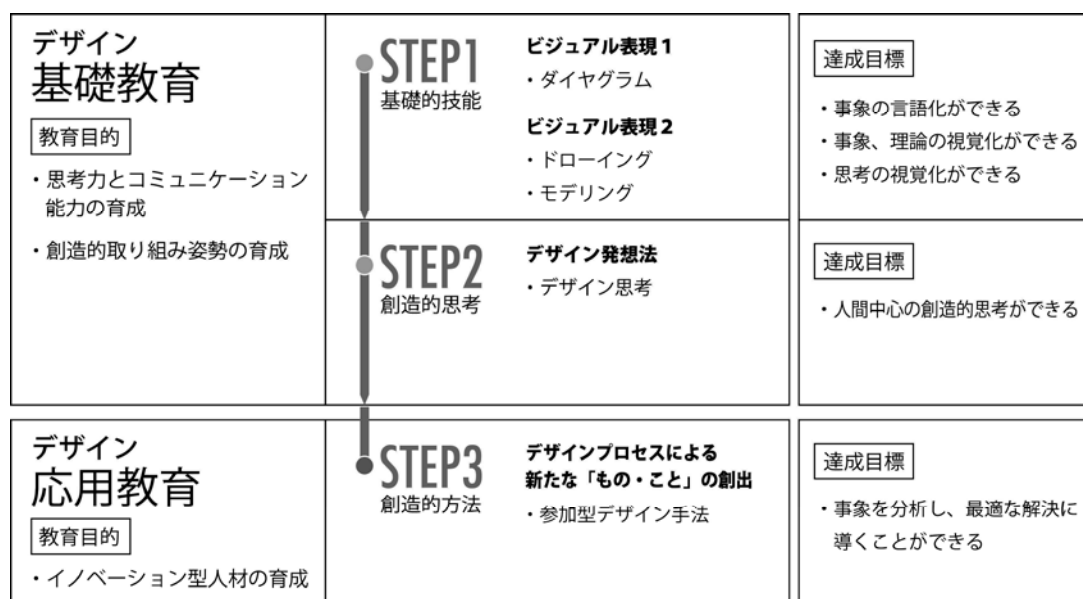 デザイン
基礎教育
教育目的
・思考力とコミュニケーション
能力の育成
・創造的取り組み姿勢の育成
STEP1
基礎的技能
ビジュアル表現1
・ダイヤグラム
ビジュアル表現2
・ドローイング
・モデリング
達成目標
・事象の言語化ができる
・事象、理論の視覚化ができる
・思考の視覚化ができる
STEP2
創造的思考
デザイン発想法
・デザイン思考
達成目標
・人間中心の創造的思考ができる
デザイン
応用教育
教育目的
・イノベーション型人材の育成
STEP3
創造的方法
デザインプロセスによる
新たな「もの・こと」の創出
・参加型デザイン手法
達成目標
・事象を分析し、最適な解決に
導くことができる